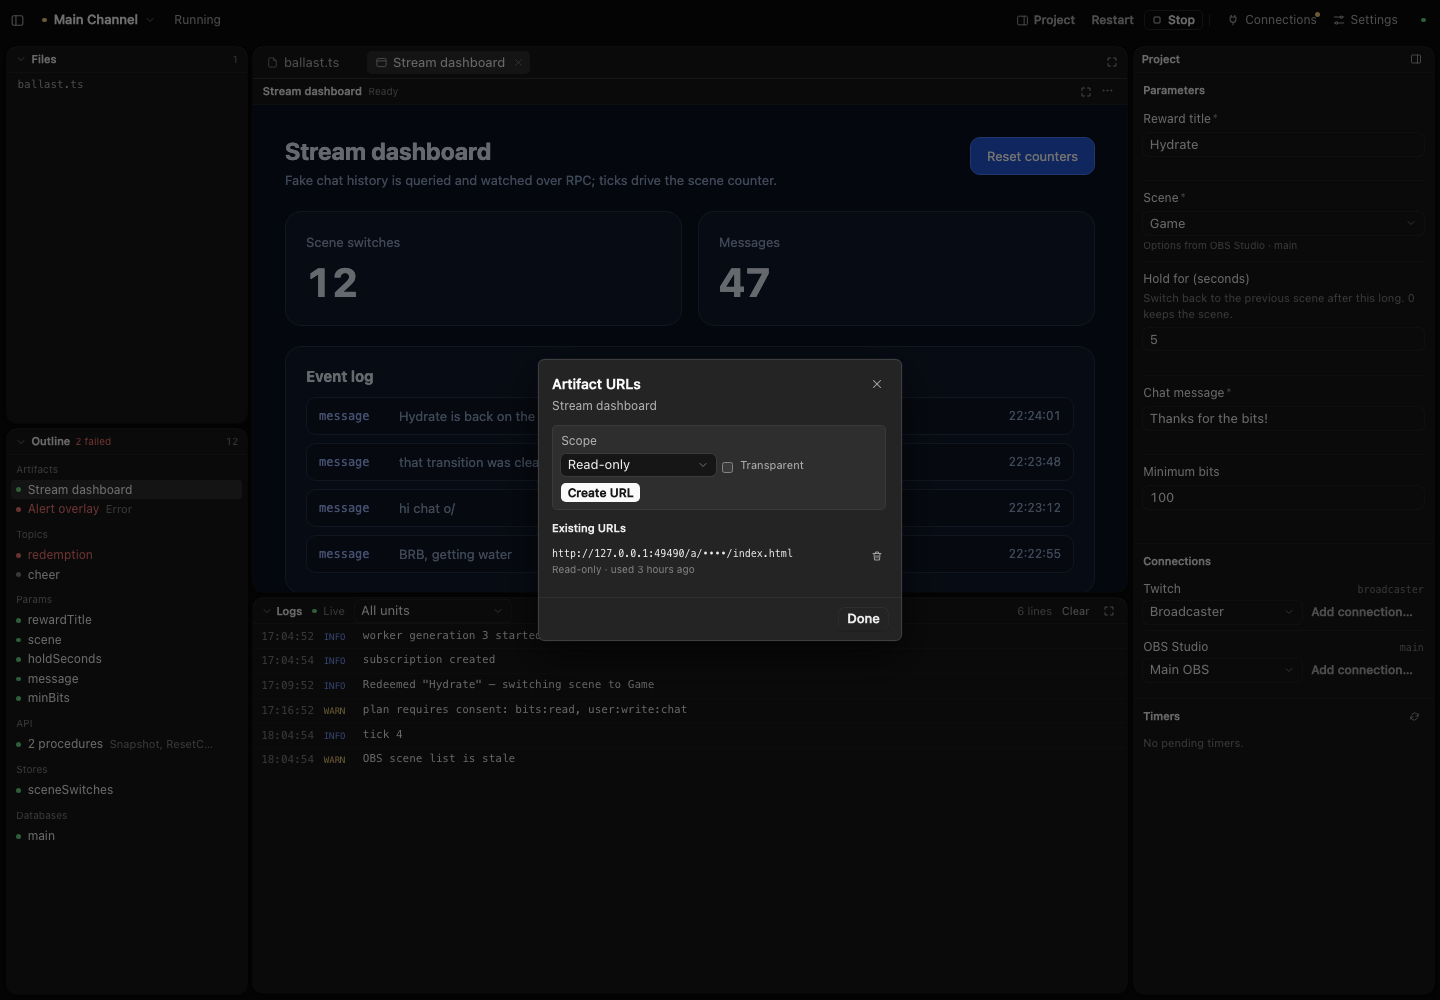 Main Channel
Running
Project
Restart
Stop
Connections
Settings
Files
1
ballast.ts
Outline
2 failed
12
Artifacts
Stream dashboard
Alert overlay
Error
Topics
redemption
cheer
Params
rewardTitle
scene
holdSeconds
message
minBits
API
2 procedures
Snapshot, ResetC...
Stores
sceneSwitches
Databases
main
ballast.ts
Stream dashboard
Stream dashboard
Ready
Stream dashboard
Fake chat history is queried and watched over RPC; ticks drive the scene counter.
Reset counters
Scene switches
12
Messages
47
Event log
message
Hydrate is back on the
22:24:01
message
that transition was clea
22:23:48
message
hi chat o/
22:23:12
message
BRB, getting water
22:22:55
Artifact URLs
Stream dashboard
Scope
Read-only
Transparent
Create URL
Existing URLs
http://127.0.0.1:49490/a/••••/index.html
Read-only · used 3 hours ago
Done
Logs
Live
All units
6 lines
Clear
17:04:52 INFO worker generation 3 started
17:04:54 INFO subscription created
17:09:52 INFO Redeemed "Hydrate" — switching scene to Game
17:16:52 WARN plan requires consent: bits:read, user:write:chat
18:04:54 INFO tick 4
18:04:54 WARN OBS scene list is stale
Project
Parameters
Reward title *
Hydrate
Scene *
Game
Options from OBS Studio · main
Hold for (seconds)
Switch back to the previous scene after this long. 0
keeps the scene.
5
Chat message *
Thanks for the bits!
Minimum bits
100
Connections
Twitch
broadcaster
Broadcaster
Add connection...
OBS Studio
main
Main OBS
Add connection...
Timers
No pending timers.